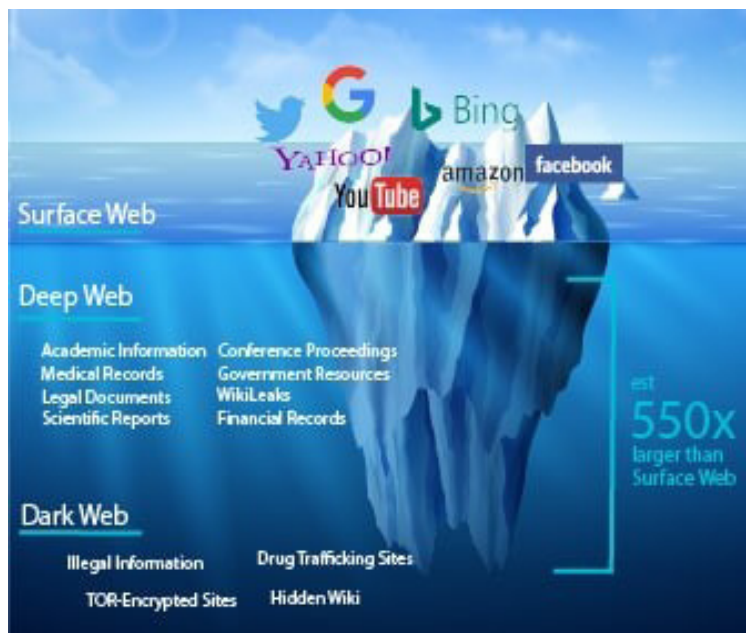 Bing
YAHOO!
amazon
facebook
YouTube
Surface Web
Deep Web
Academic Information Conference Proceedings
Medical Records Government Resources
Legal Documents WikiLeaks
Scientific Reports Financial Records
est
550x
larger than
Surface Web
Dark Web
Illegal Information Drug Trafficking Sites
TOR-Encrypted Sites Hidden Wiki